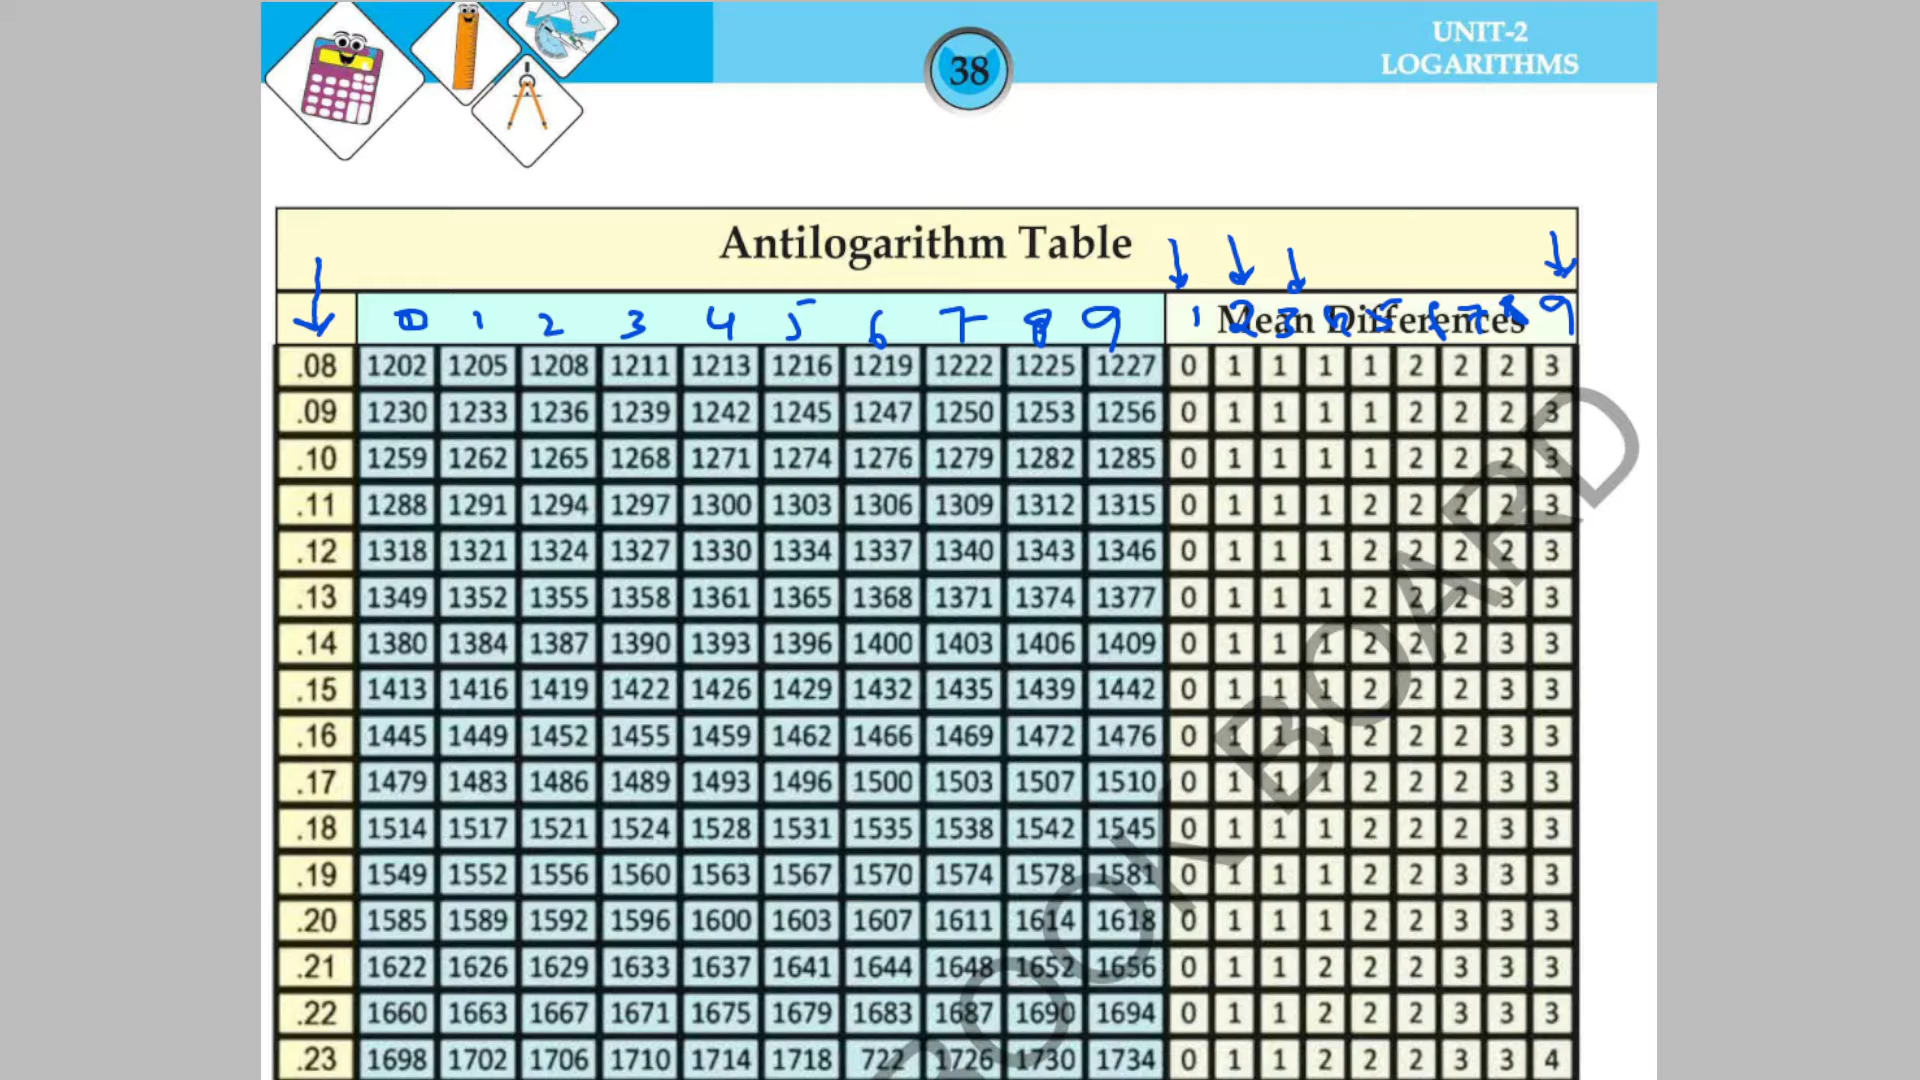 38
UNIT-2
LOGARITHMS
Antilogarithm Table
0 1 2 3 4 5 6 7 8 9 Mean Differences 1 2 3 4 5 6 7 8 9
.08 1202 1205 1208 1211 1213 1216 1219 1222 1225 1227 0 1 1 1 1 2 2 2 3
.09 1230 1233 1236 1239 1242 1245 1247 1250 1253 1256 0 1 1 1 1 2 2 2 3
.10 1259 1262 1265 1268 1271 1274 1276 1279 1282 1285 0 1 1 1 1 2 2 2 3
.11 1288 1291 1294 1297 1300 1303 1306 1309 1312 1315 0 1 1 1 2 2 2 2 3
.12 1318 1321 1324 1327 1330 1334 1337 1340 1343 1346 0 1 1 1 2 2 2 2 3
.13 1349 1352 1355 1358 1361 1365 1368 1371 1374 1377 0 1 1 1 2 2 2 3 3
.14 1380 1384 1387 1390 1393 1396 1400 1403 1406 1409 0 1 1 1 2 2 2 3 3
.15 1413 1416 1419 1422 1426 1429 1432 1435 1439 1442 0 1 1 1 2 2 2 3 3
.16 1445 1449 1452 1455 1459 1462 1466 1469 1472 1476 0 1 1 1 2 2 2 3 3
.17 1479 1483 1486 1489 1493 1496 1500 1503 1507 1510 0 1 1 1 2 2 2 3 3
.18 1514 1517 1521 1524 1528 1531 1535 1538 1542 1545 0 1 1 1 2 2 2 3 3
.19 1549 1552 1556 1560 1563 1567 1570 1574 1578 1581 0 1 1 1 2 2 3 3 3
.20 1585 1589 1592 1596 1600 1603 1607 1611 1614 1618 0 1 1 1 2 2 3 3 3
.21 1622 1626 1629 1633 1637 1641 1644 1648 1652 1656 0 1 1 2 2 2 3 3 3
.22 1660 1663 1667 1671 1675 1679 1683 1687 1690 1694 0 1 1 2 2 2 3 3 3
.23 1698 1702 1706 1710 1714 1718 722 1726 1730 1734 0 1 1 2 2 2 3 3 4
BOOK BOARD